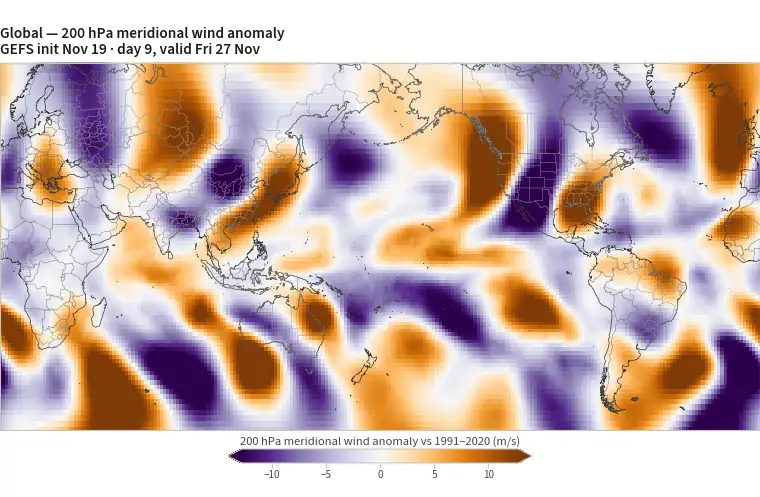 Global — 200 hPa meridional wind anomaly
GEFS init Nov 19 · day 9, valid Fri 27 Nov
200 hPa meridional wind anomaly vs 1991–2020 (m/s)
−10 −5 0 5 10